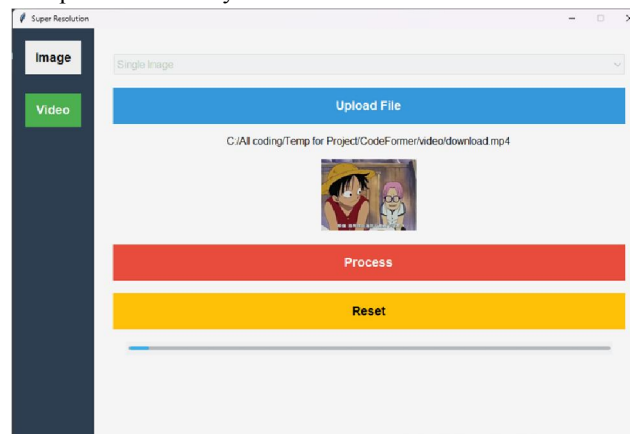 Super Resolution
Image
Video
Single Image
Upload File
C:/All coding/Temp for Project/CodeFormer/video/download.mp4
Process
Reset